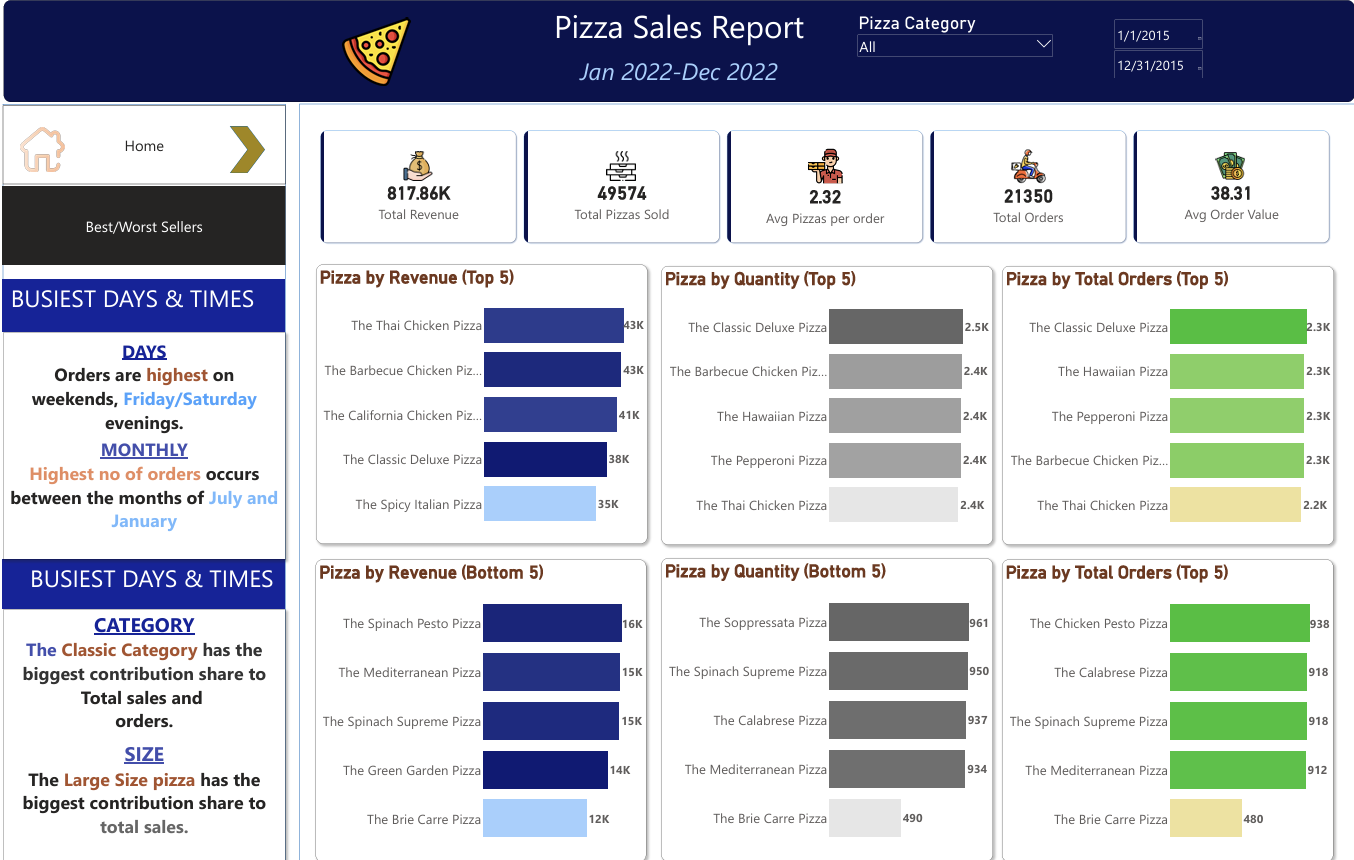 Pizza Sales Report
Jan 2022-Dec 2022
Pizza Category
All
1/1/2015
12/31/2015
Home
Best/Worst Sellers
BUSIEST DAYS & TIMES
DAYS
Orders are highest on
weekends, Friday/Saturday
evenings.
MONTHLY
Highest no of orders occurs
between the months of July and
January
BUSIEST DAYS & TIMES
CATEGORY
The Classic Category has the
biggest contribution share to
Total sales and
orders.
SIZE
The Large Size pizza has the
biggest contribution share to
total sales.
817.86K
Total Revenue
49574
Total Pizzas Sold
2.32
Avg Pizzas per order
21350
Total Orders
38.31
Avg Order Value
Pizza by Revenue (Top 5)
The Thai Chicken Pizza 43K
The Barbecue Chicken Piz... 43K
The California Chicken Piz... 41K
The Classic Deluxe Pizza 38K
The Spicy Italian Pizza 35K
Pizza by Quantity (Top 5)
The Classic Deluxe Pizza 2.5K
The Barbecue Chicken Piz... 2.4K
The Hawaiian Pizza 2.4K
The Pepperoni Pizza 2.4K
The Thai Chicken Pizza 2.4K
Pizza by Total Orders (Top 5)
The Classic Deluxe Pizza 2.3K
The Hawaiian Pizza 2.3K
The Pepperoni Pizza 2.3K
The Barbecue Chicken Piz... 2.3K
The Thai Chicken Pizza 2.2K
Pizza by Revenue (Bottom 5)
The Spinach Pesto Pizza 16K
The Mediterranean Pizza 15K
The Spinach Supreme Pizza 15K
The Green Garden Pizza 14K
The Brie Carre Pizza 12K
Pizza by Quantity (Bottom 5)
The Soppressata Pizza 961
The Spinach Supreme Pizza 950
The Calabrese Pizza 937
The Mediterranean Pizza 934
The Brie Carre Pizza 490
Pizza by Total Orders (Top 5)
The Chicken Pesto Pizza 938
The Calabrese Pizza 918
The Spinach Supreme Pizza 918
The Mediterranean Pizza 912
The Brie Carre Pizza 480